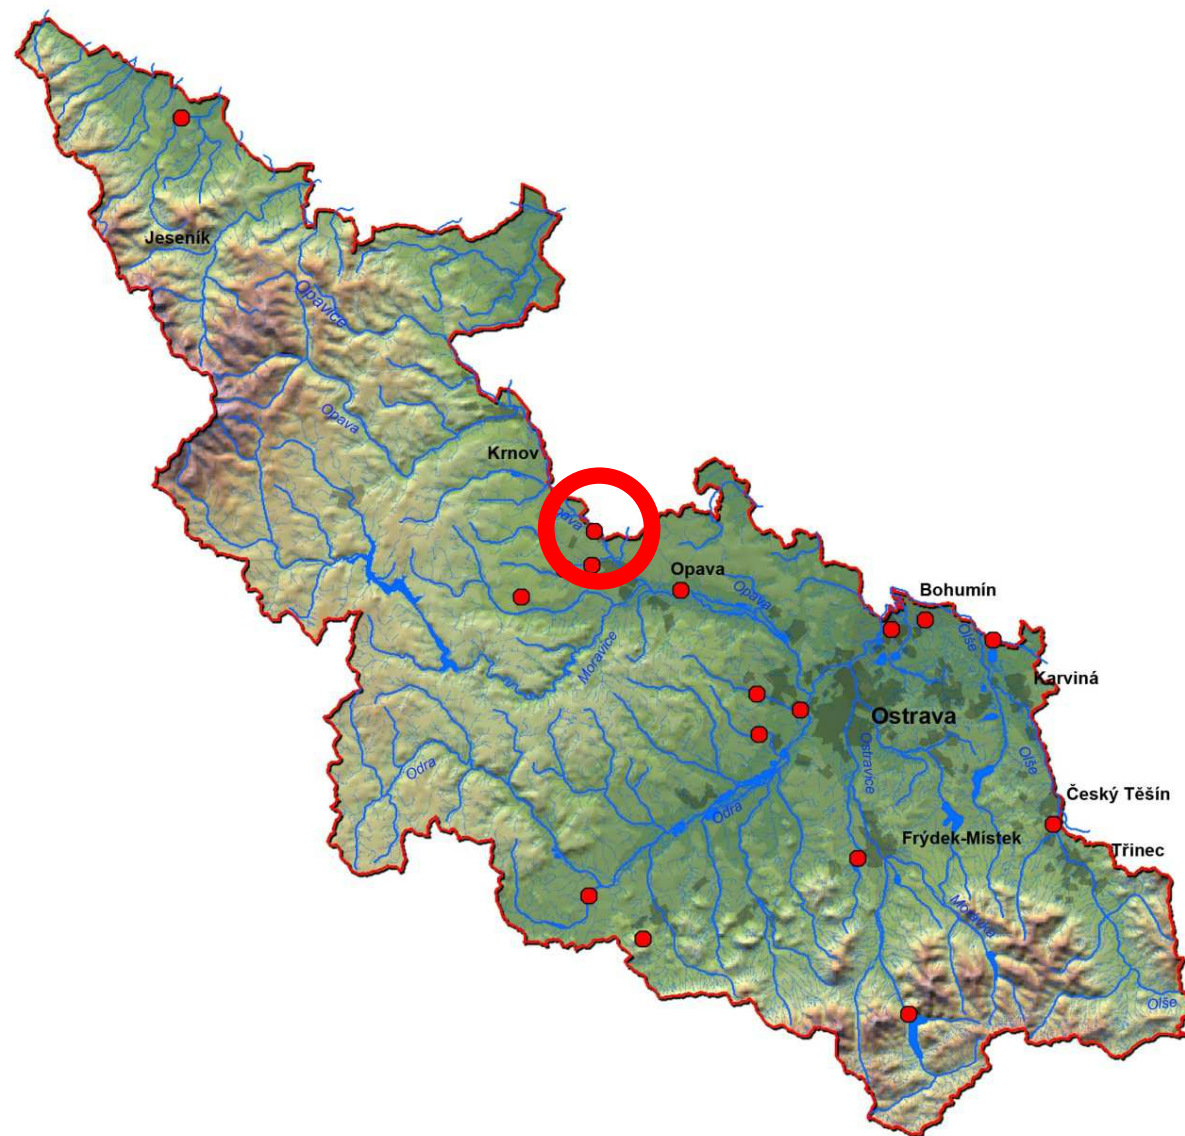 Jeseník
Opavice
Opava
Krnov
Opava
Opava
Opava
Bohumín
Olše
Karviná
Moravice
Ostrava
Ostravice
Olše
Odra
Český Těšín
Odra
Frýdek-Místek
Třinec
Morávka
Olše